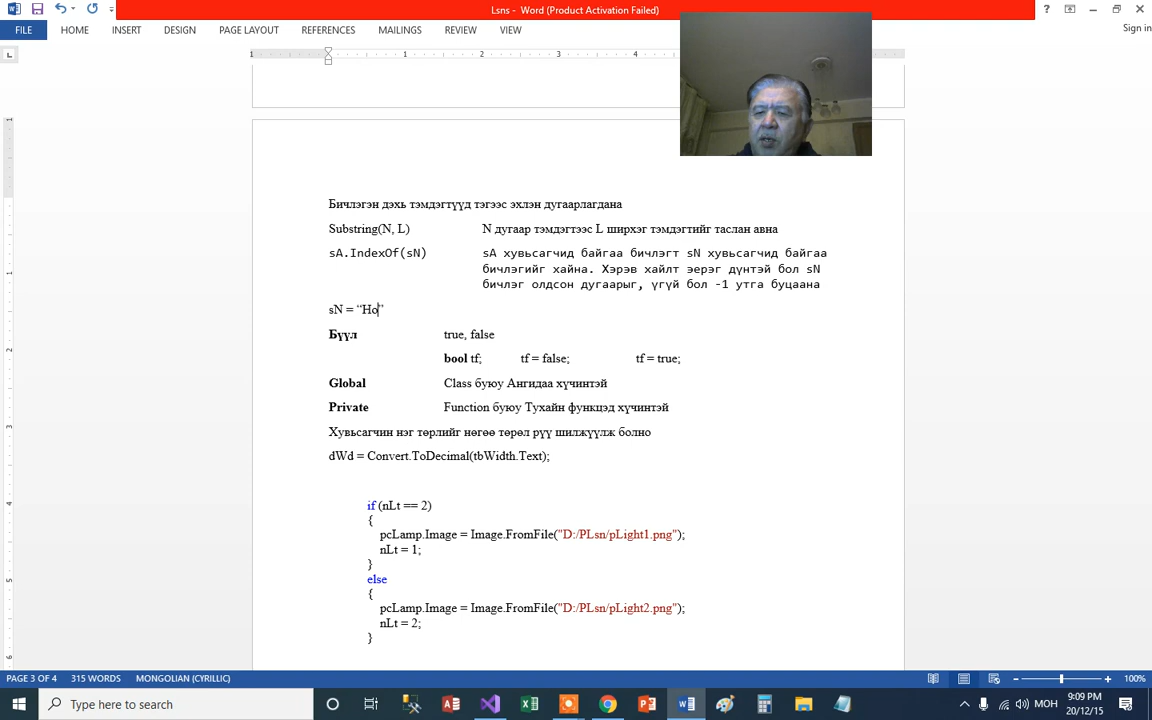 Lsns - Word (Product Activation Failed)
FILE HOME INSERT DESIGN PAGE LAYOUT REFERENCES MAILINGS REVIEW VIEW
Sign in
1 1 2 3 4
Бичлэгэн дэхь тэмдэгтүүд тэгээс эхлэн дугаарлагдана
Substring(N, L) N дугаар тэмдэгтээс L ширхэг тэмдэгтийг таслан авна
sA.IndexOf(sN) sA хувьсагчид байгаа бичлэгт sN хувьсагчид байгаа
бичлэгийг хайна. Хэрэв хайлт эерэг дүнтэй бол sN
бичлэг олдсон дугаарыг, үгүй бол -1 утга буцаана
sN = “Но”
Бүүл true, false
bool tf; tf = false; tf = true;
Global Class буюу Ангидаа хүчинтэй
Private Function буюу Тухайн функцэд хүчинтэй
Хувьсагчин нэг төрлийг нөгөө төрөл рүү шилжүүлж болно
dWd = Convert.ToDecimal(tbWidth.Text);
if (nLt == 2)
{
pcLamp.Image = Image.FromFile("D:/PLsn/pLight1.png");
nLt = 1;
}
else
{
pcLamp.Image = Image.FromFile("D:/PLsn/pLight2.png");
nLt = 2;
}
PAGE 3 OF 4 315 WORDS MONGOLIAN (CYRILLIC) 100%
Type here to search
МОН
9:09 PM
20/12/15